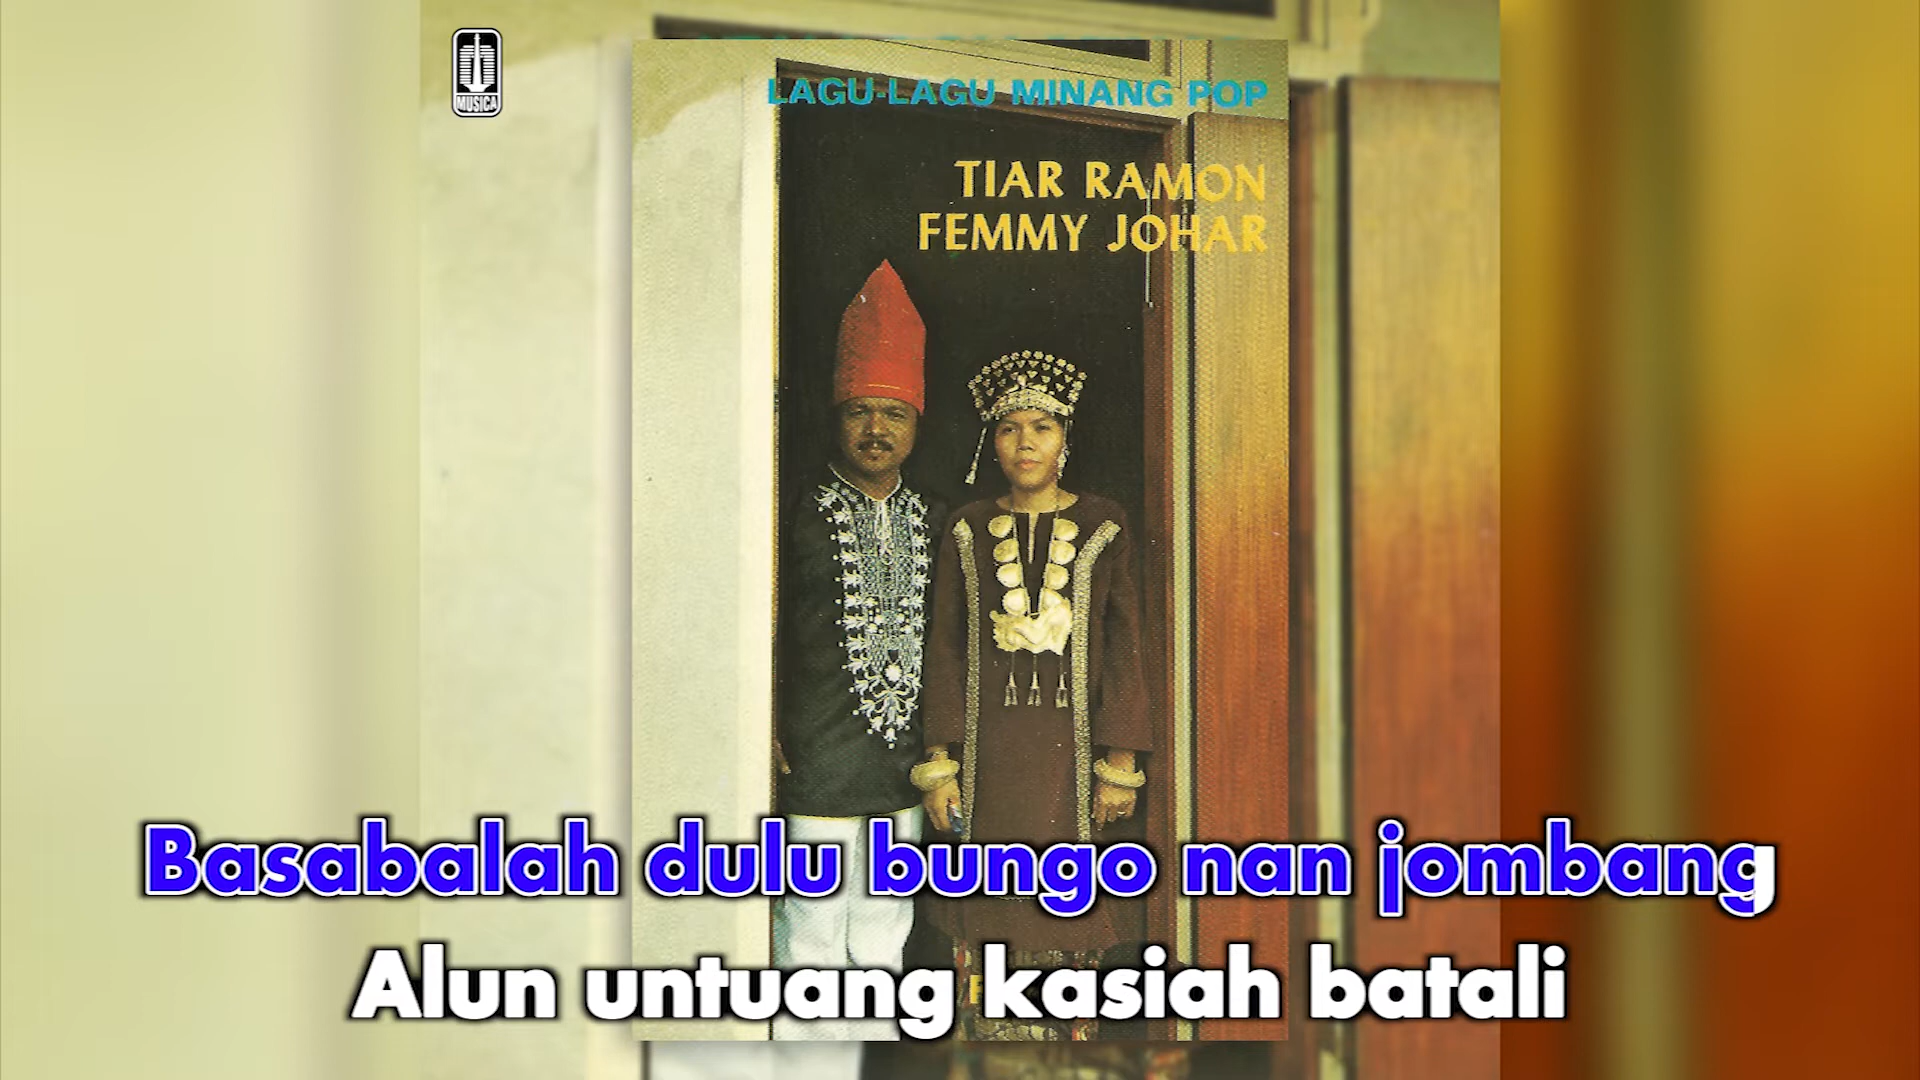 MUSICA
LAGU-LAGU MINANG POP
TIAR RAMON
FEMMY JOHAR
Basabalah dulu bungo nan jombang
Alun untuang kasiah batali